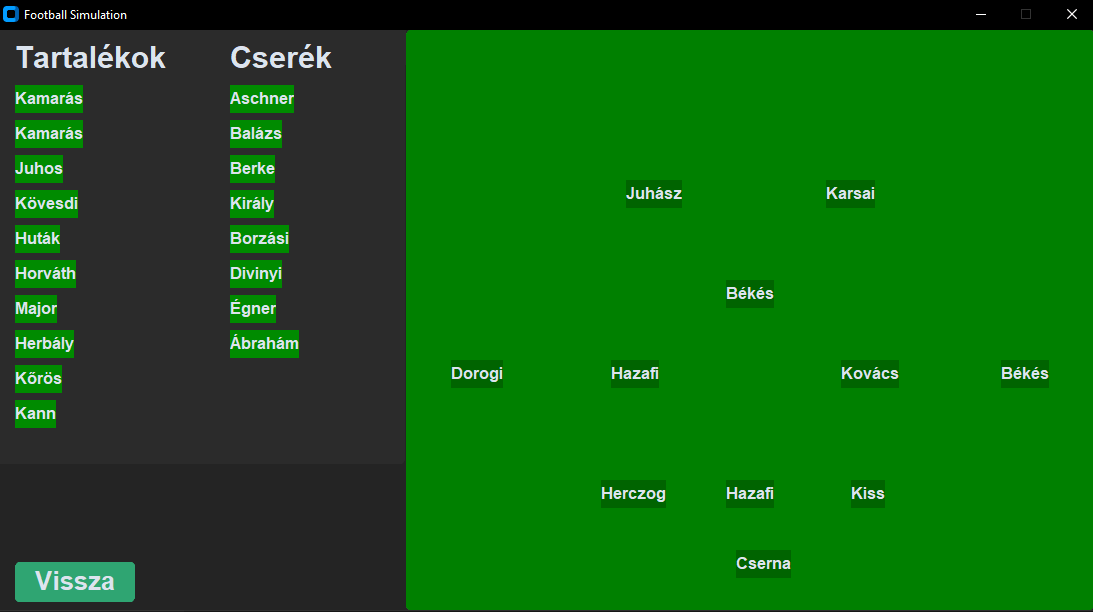 Football Simulation
Tartalékok
Kamarás
Kamarás
Juhos
Kövesdi
Huták
Horváth
Major
Herbály
Kőrös
Kann
Cserék
Aschner
Balázs
Berke
Király
Borzási
Divinyi
Égner
Ábrahám
Juhász Karsai
Békés
Dorogi Hazafi Kovács Békés
Herczog Hazafi Kiss
Cserna
Vissza